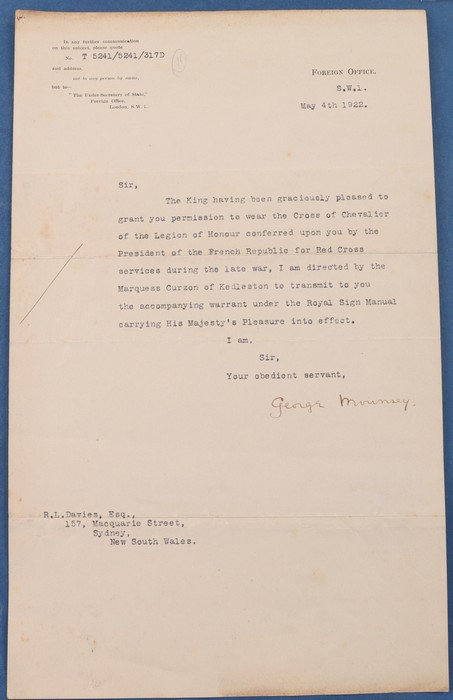 In any further communication
on this subject, please quote
No. T 5241/5241/317D
and address,
not to any person by name,
but to—
"The Under-Secretary of State,"
Foreign Office,
London, S.W. 1.
FOREIGN OFFICE.
S.W.1.
May 4th 1922.
Sir,
The King having been graciously pleased to
grant you permission to wear the Cross of Chevalier
of the Legion of Honour conferred upon you by the
President of the French Republic for Red Cross
services during the late war, I am directed by the
Marquess Curzon of Kedleston to transmit to you
the accompanying warrant under the Royal Sign Manual
carrying His Majesty's Pleasure into effect.
I am,
Sir,
Your obedient servant,
George Mounsey.
R.L.Davies, Esq.,
157, Macquarie Street,
Sydney,
New South Wales.